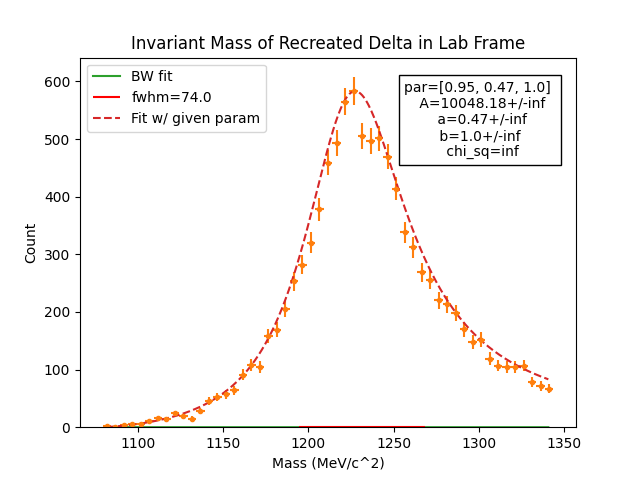 Invariant Mass of Recreated Delta in Lab Frame
BW fit
fwhm=74.0
Fit w/ given param
par=[0.95, 0.47, 1.0]
A=10048.18+/-inf
a=0.47+/-inf
b=1.0+/-inf
chi_sq=inf
Count
600
500
400
300
200
100
0
1100 1150 1200 1250 1300 1350
Mass (MeV/c^2)